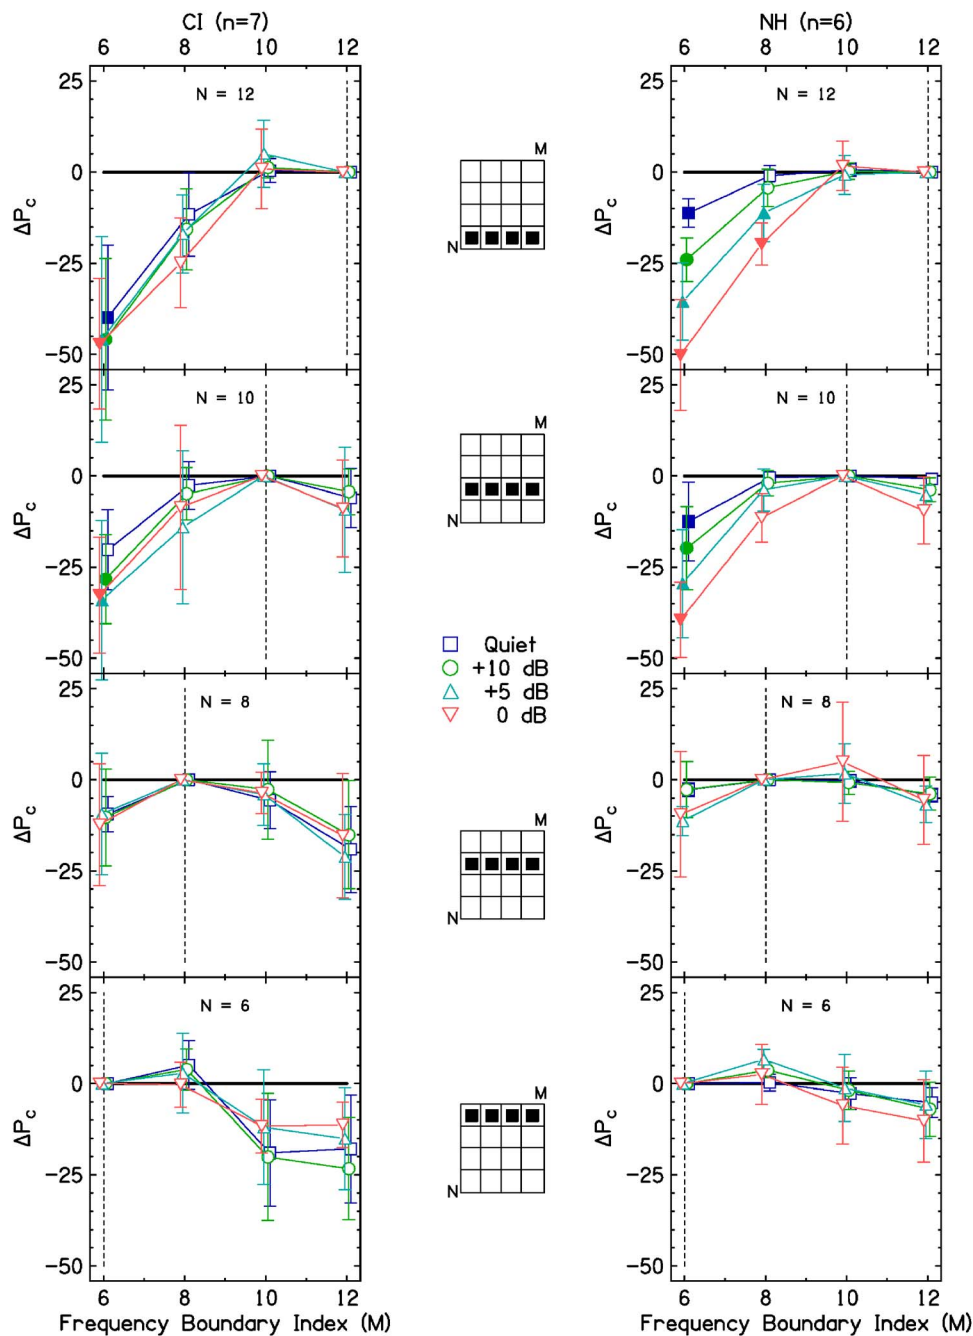 CI (n=7)
NH (n=6)
6 8 10 12
6 8 10 12
N = 12
25
0
−25
−50
ΔPc
M
N
N = 12
25
0
−25
−50
ΔPc
N = 10
25
0
−25
−50
ΔPc
M
N
N = 10
25
0
−25
−50
ΔPc
Quiet
+10 dB
+5 dB
0 dB
N = 8
25
0
−25
−50
ΔPc
M
N
N = 8
25
0
−25
−50
ΔPc
N = 6
25
0
−25
−50
ΔPc
M
N
N = 6
25
0
−25
−50
ΔPc
6 8 10 12
Frequency Boundary Index (M)
6 8 10 12
Frequency Boundary Index (M)